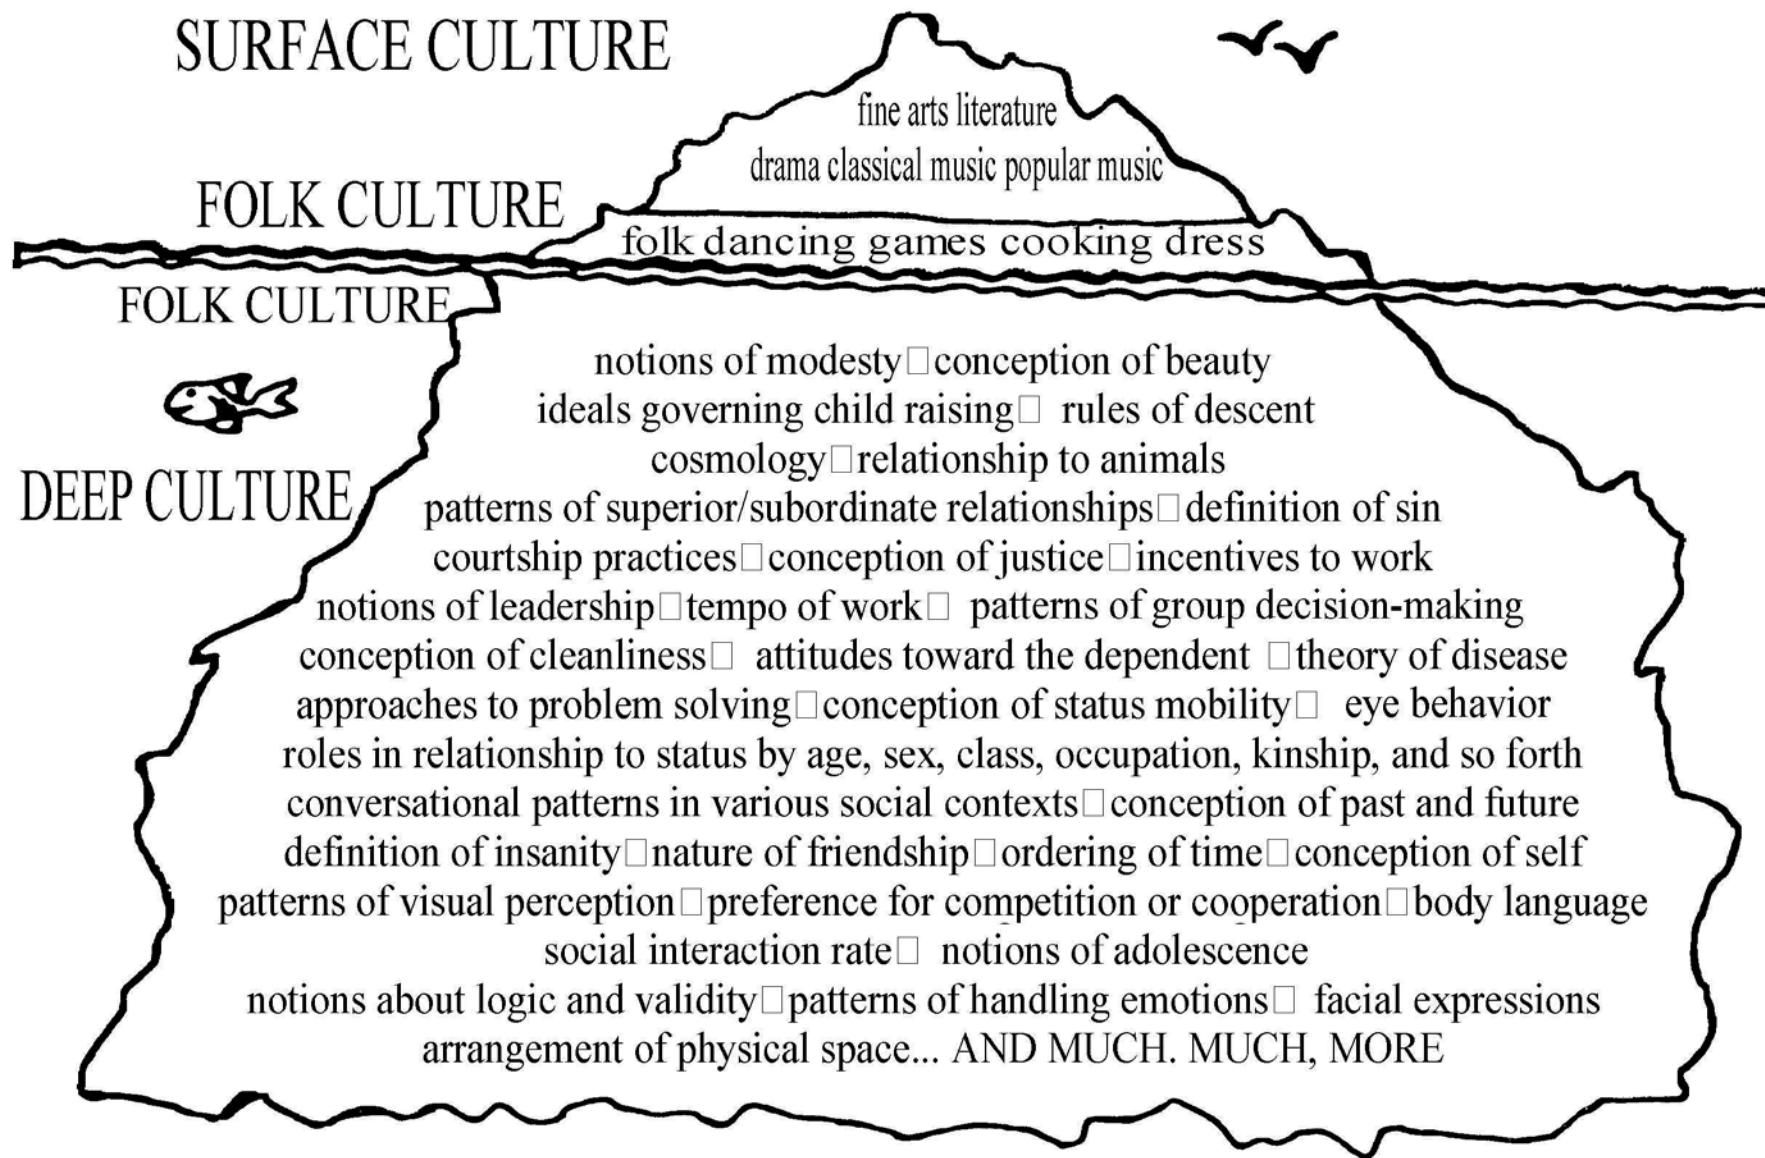 SURFACE CULTURE
fine arts literature
drama classical music popular music
FOLK CULTURE
folk dancing games cooking dress
FOLK CULTURE
notions of modesty□conception of beauty
ideals governing child raising□ rules of descent
cosmology□relationship to animals
DEEP CULTURE
patterns of superior/subordinate relationships□definition of sin
courtship practices□conception of justice□incentives to work
notions of leadership□tempo of work□ patterns of group decision-making
conception of cleanliness□ attitudes toward the dependent □theory of disease
approaches to problem solving□conception of status mobility□ eye behavior
roles in relationship to status by age, sex, class, occupation, kinship, and so forth
conversational patterns in various social contexts□conception of past and future
definition of insanity□nature of friendship□ordering of time□conception of self
patterns of visual perception□preference for competition or cooperation□body language
social interaction rate□ notions of adolescence
notions about logic and validity□patterns of handling emotions□ facial expressions
arrangement of physical space... AND MUCH. MUCH, MORE